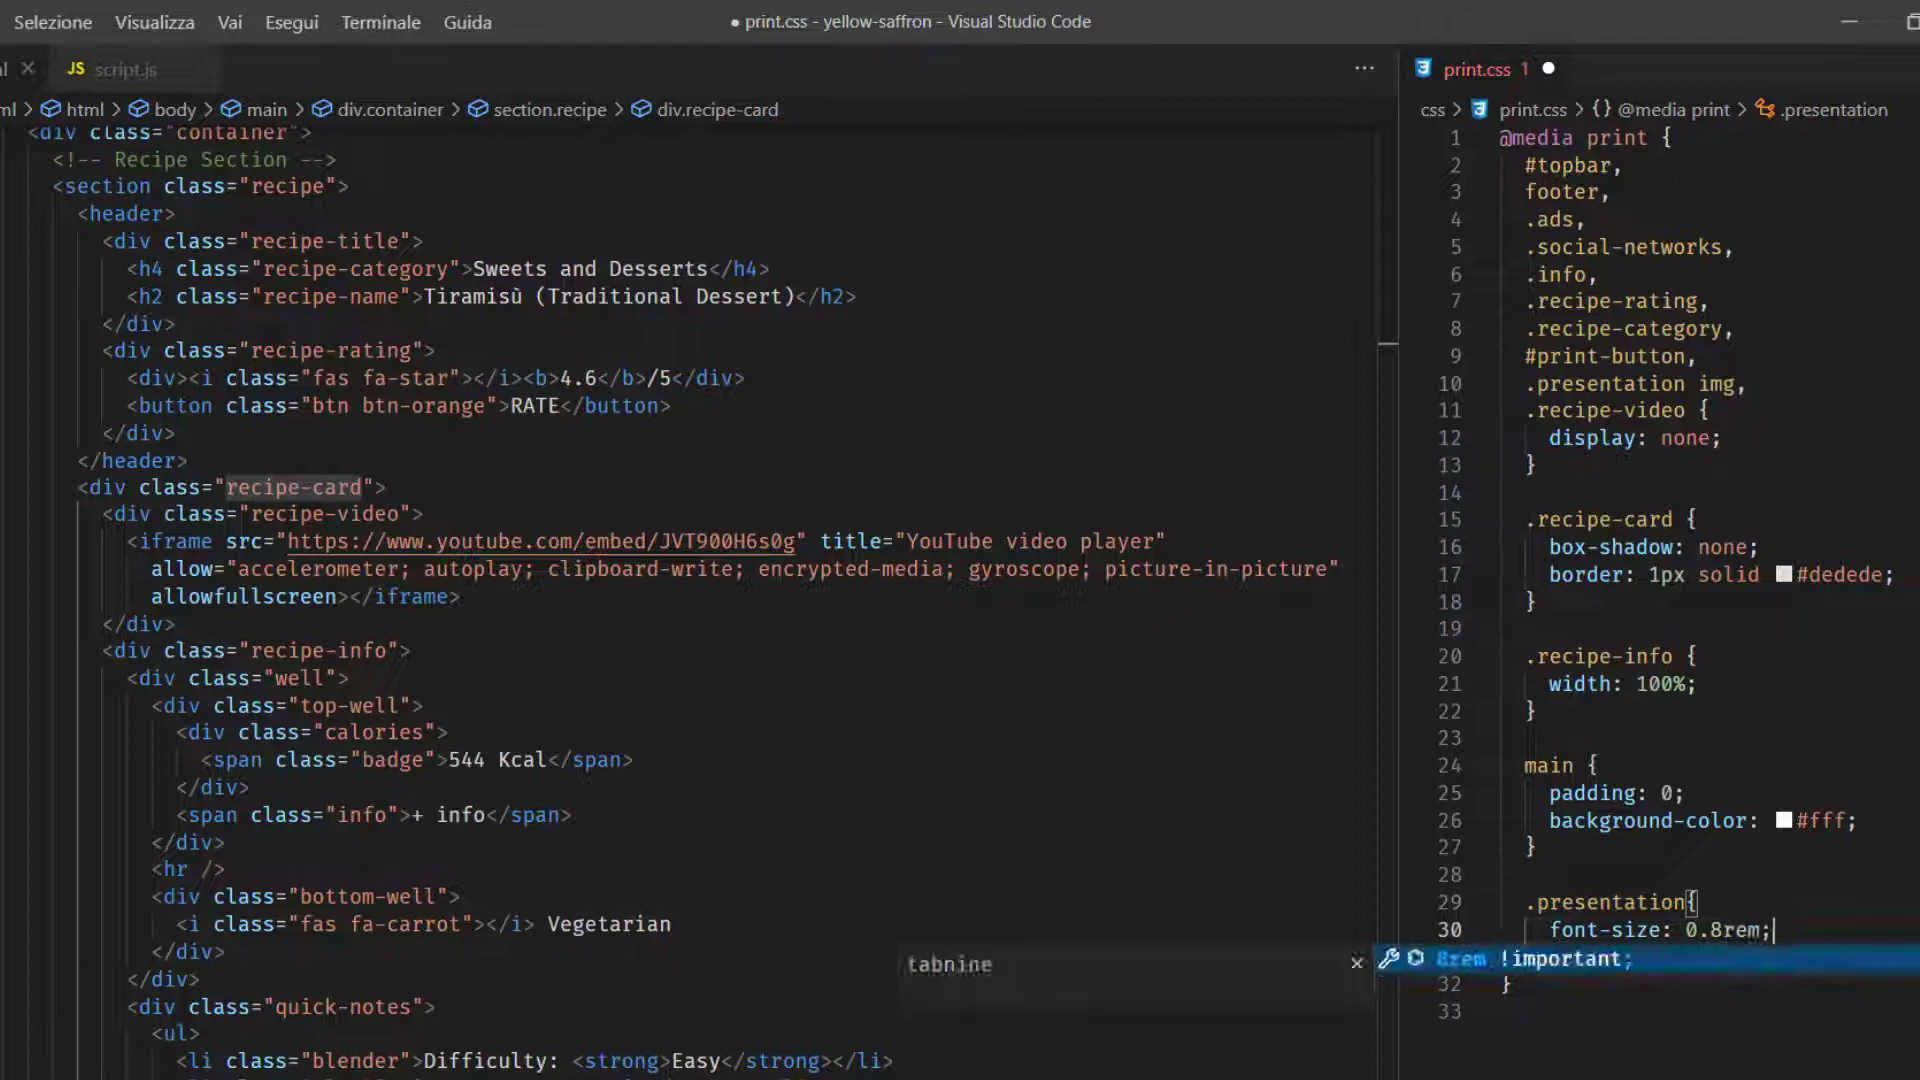 Selezione Visualizza Vai Esegui Terminale Guida
● print.css - yellow-saffron - Visual Studio Code
l × JS script.js ···
ml > html > body > main > div.container > section.recipe > div.recipe-card
<div class="container">
<!-- Recipe Section -->
<section class="recipe">
<header>
<div class="recipe-title">
<h4 class="recipe-category">Sweets and Desserts</h4>
<h2 class="recipe-name">Tiramisù (Traditional Dessert)</h2>
</div>
<div class="recipe-rating">
<div><i class="fas fa-star"></i><b>4.6</b>/5</div>
<button class="btn btn-orange">RATE</button>
</div>
</header>
<div class="recipe-card">
<div class="recipe-video">
<iframe src="https://www.youtube.com/embed/JVT900H6s0g" title="YouTube video player"
allow="accelerometer; autoplay; clipboard-write; encrypted-media; gyroscope; picture-in-picture"
allowfullscreen></iframe>
</div>
<div class="recipe-info">
<div class="well">
<div class="top-well">
<div class="calories">
<span class="badge">544 Kcal</span>
</div>
<span class="info">+ info</span>
</div>
<hr />
<div class="bottom-well">
<i class="fas fa-carrot"></i> Vegetarian
</div>
</div>
<div class="quick-notes">
<ul>
<li class="blender">Difficulty: <strong>Easy</strong></li>
tabnine ×
print.css 1 ●
css > print.css > {} @media print > .presentation
1 @media print {
2 #topbar,
3 footer,
4 .ads,
5 .social-networks,
6 .info,
7 .recipe-rating,
8 .recipe-category,
9 #print-button,
10 .presentation img,
11 .recipe-video {
12 display: none;
13 }
14
15 .recipe-card {
16 box-shadow: none;
17 border: 1px solid #dedede;
18 }
19
20 .recipe-info {
21 width: 100%;
22 }
23
24 main {
25 padding: 0;
26 background-color: #fff;
27 }
28
29 .presentation{
30 font-size: 0.8rem;
8rem !important;
32 }
33